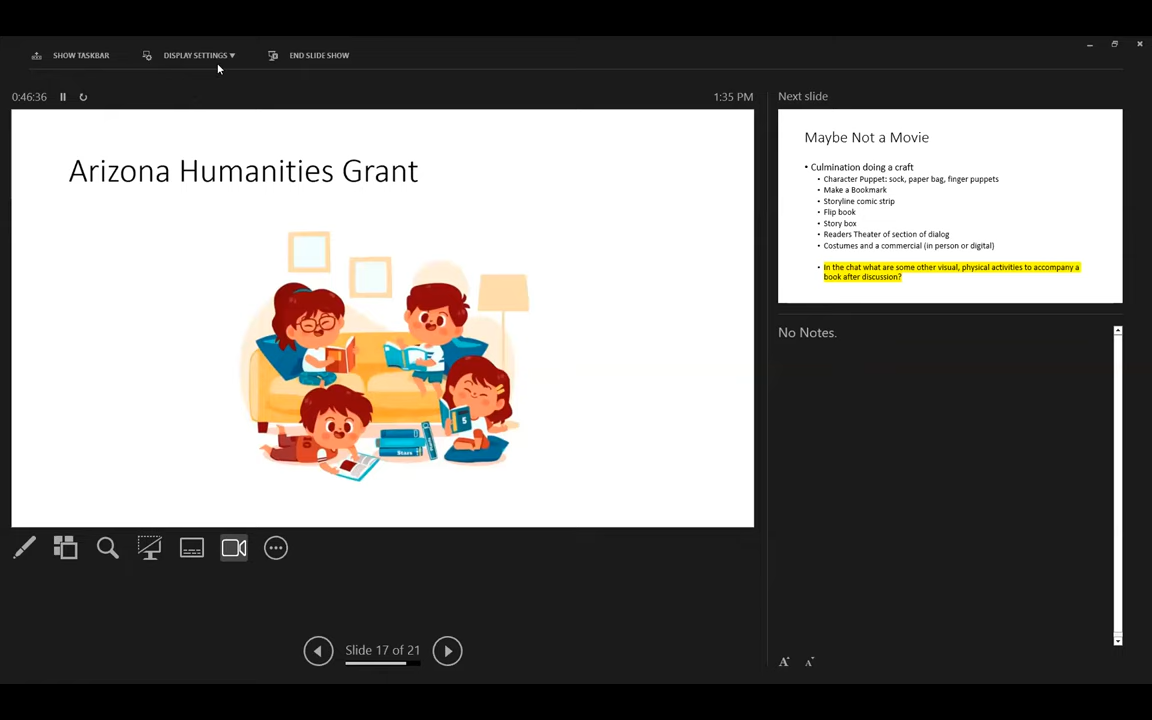 SHOW TASKBAR
DISPLAY SETTINGS ▼
END SLIDE SHOW
0:46:36
1:35 PM
Arizona Humanities Grant
5
Next slide
Maybe Not a Movie
• Culmination doing a craft
• Character Puppet: sock, paper bag, finger puppets
• Make a Bookmark
• Storyline comic strip
• Flip book
• Story box
• Readers Theater of section of dialog
• Costumes and a commercial (in person or digital)
• In the chat what are some other visual, physical activities to accompany a
book after discussion?
No Notes.
Slide 17 of 21
A A